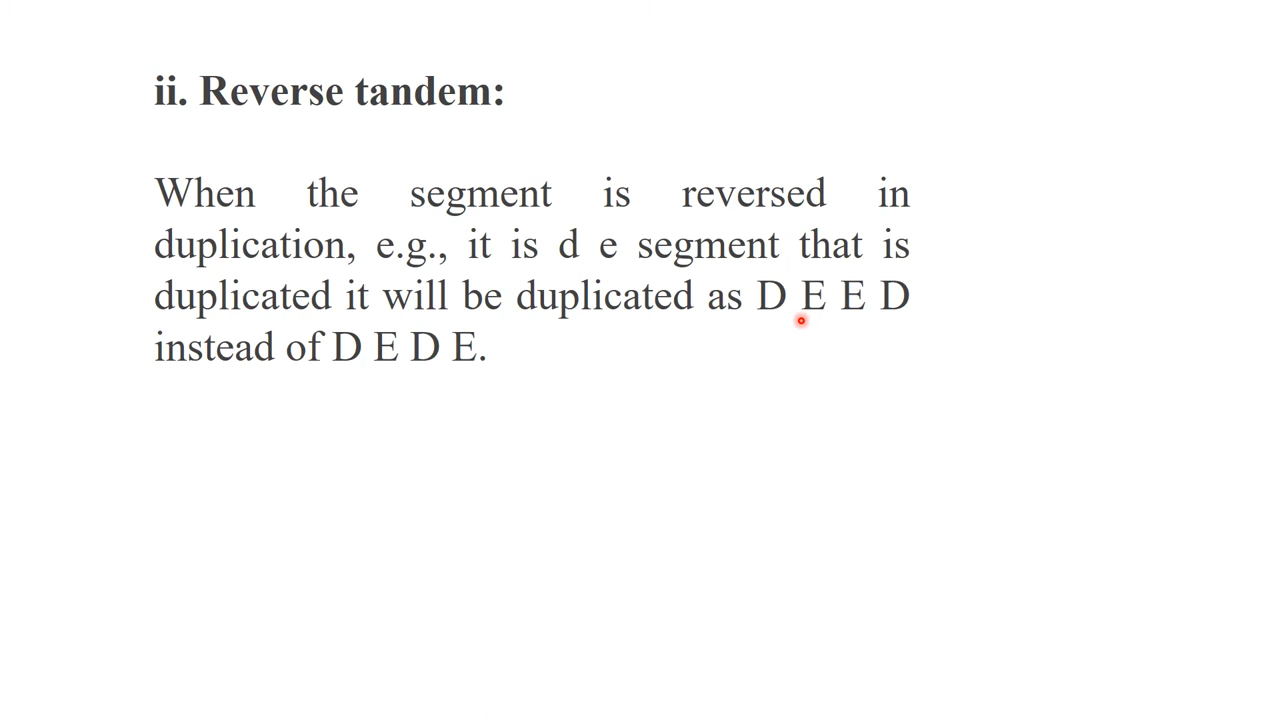 ii. Reverse tandem:
When the segment is reversed in
duplication, e.g., it is d e segment that is
duplicated it will be duplicated as D E E D
instead of D E D E.